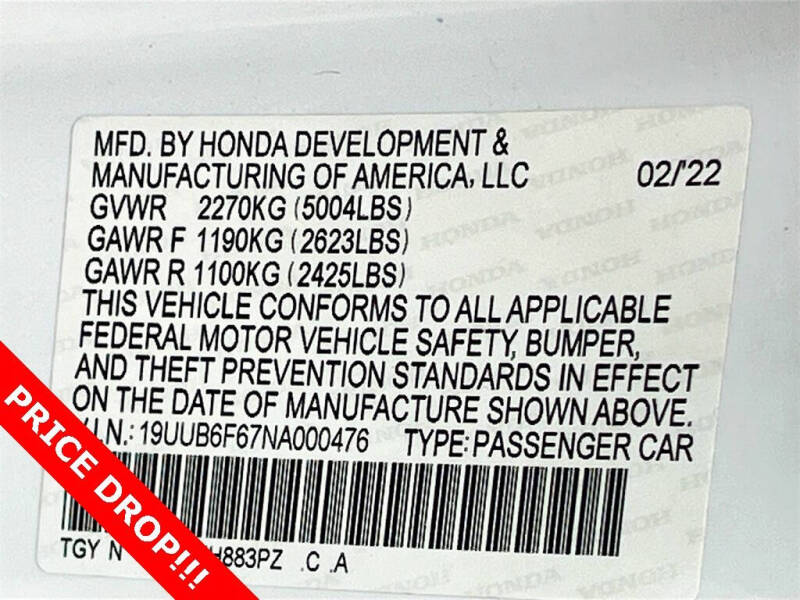 MFD. BY HONDA DEVELOPMENT &
MANUFACTURING OF AMERICA, LLC 02/'22
GVWR 2270KG (5004LBS)
GAWR F 1190KG (2623LBS)
GAWR R 1100KG (2425LBS)
THIS VEHICLE CONFORMS TO ALL APPLICABLE
FEDERAL MOTOR VEHICLE SAFETY, BUMPER,
AND THEFT PREVENTION STANDARDS IN EFFECT
ON THE DATE OF MANUFACTURE SHOWN ABOVE.
V.I.N.: 19UUB6F67NA000476 TYPE: PASSENGER CAR
TGY N H883PZ .C .A
PRICE DROP!!!